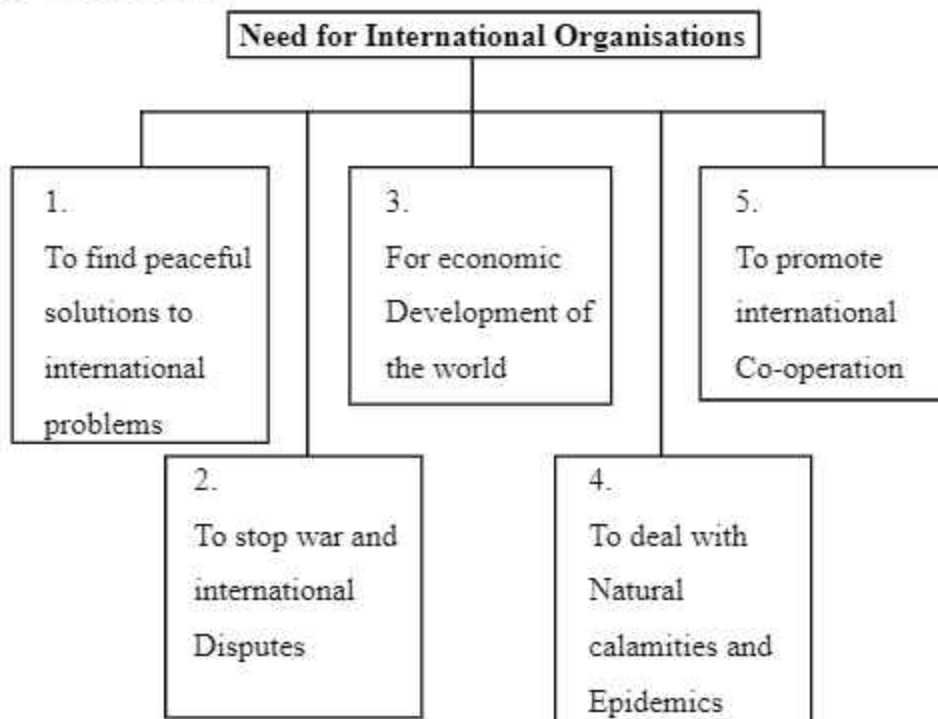 Need for International Organisations
1.
To find peaceful
solutions to
international
problems
2.
To stop war and
international
Disputes
3.
For economic
Development of
the world
4.
To deal with
Natural
calamities and
Epidemics
5.
To promote
international
Co-operation